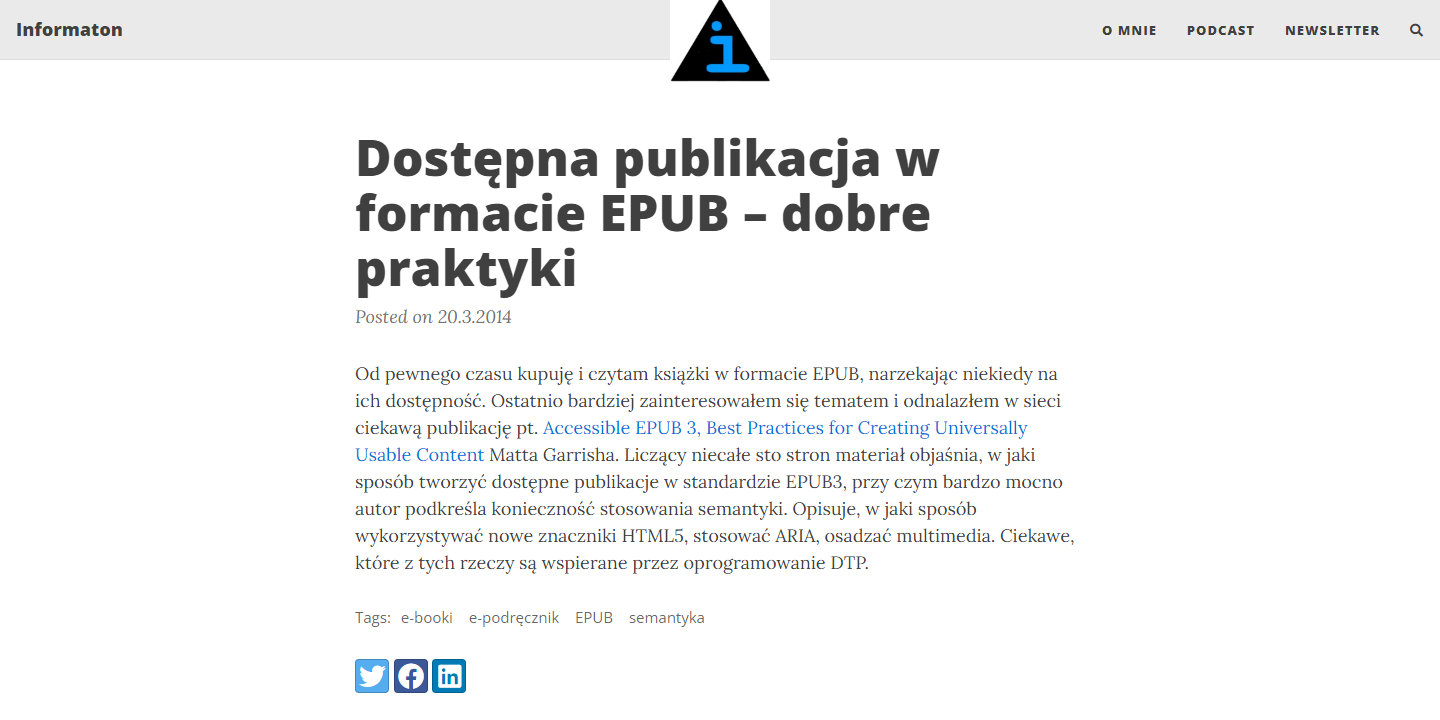 Informaton
i
O MNIE PODCAST NEWSLETTER
Dostępna publikacja w
formacie EPUB – dobre
praktyki
Posted on 20.3.2014
Od pewnego czasu kupuję i czytam książki w formacie EPUB, narzekając niekiedy na
ich dostępność. Ostatnio bardziej zainteresowałem się tematem i odnalazłem w sieci
ciekawą publikację pt. Accessible EPUB 3, Best Practices for Creating Universally
Usable Content Matta Garrisha. Liczący niecałe sto stron materiał objaśnia, w jaki
sposób tworzyć dostępne publikacje w standardzie EPUB3, przy czym bardzo mocno
autor podkreśla konieczność stosowania semantyki. Opisuje, w jaki sposób
wykorzystywać nowe znaczniki HTML5, stosować ARIA, osadzać multimedia. Ciekawe,
które z tych rzeczy są wspierane przez oprogramowanie DTP.
Tags: e-booki e-podręcznik EPUB semantyka